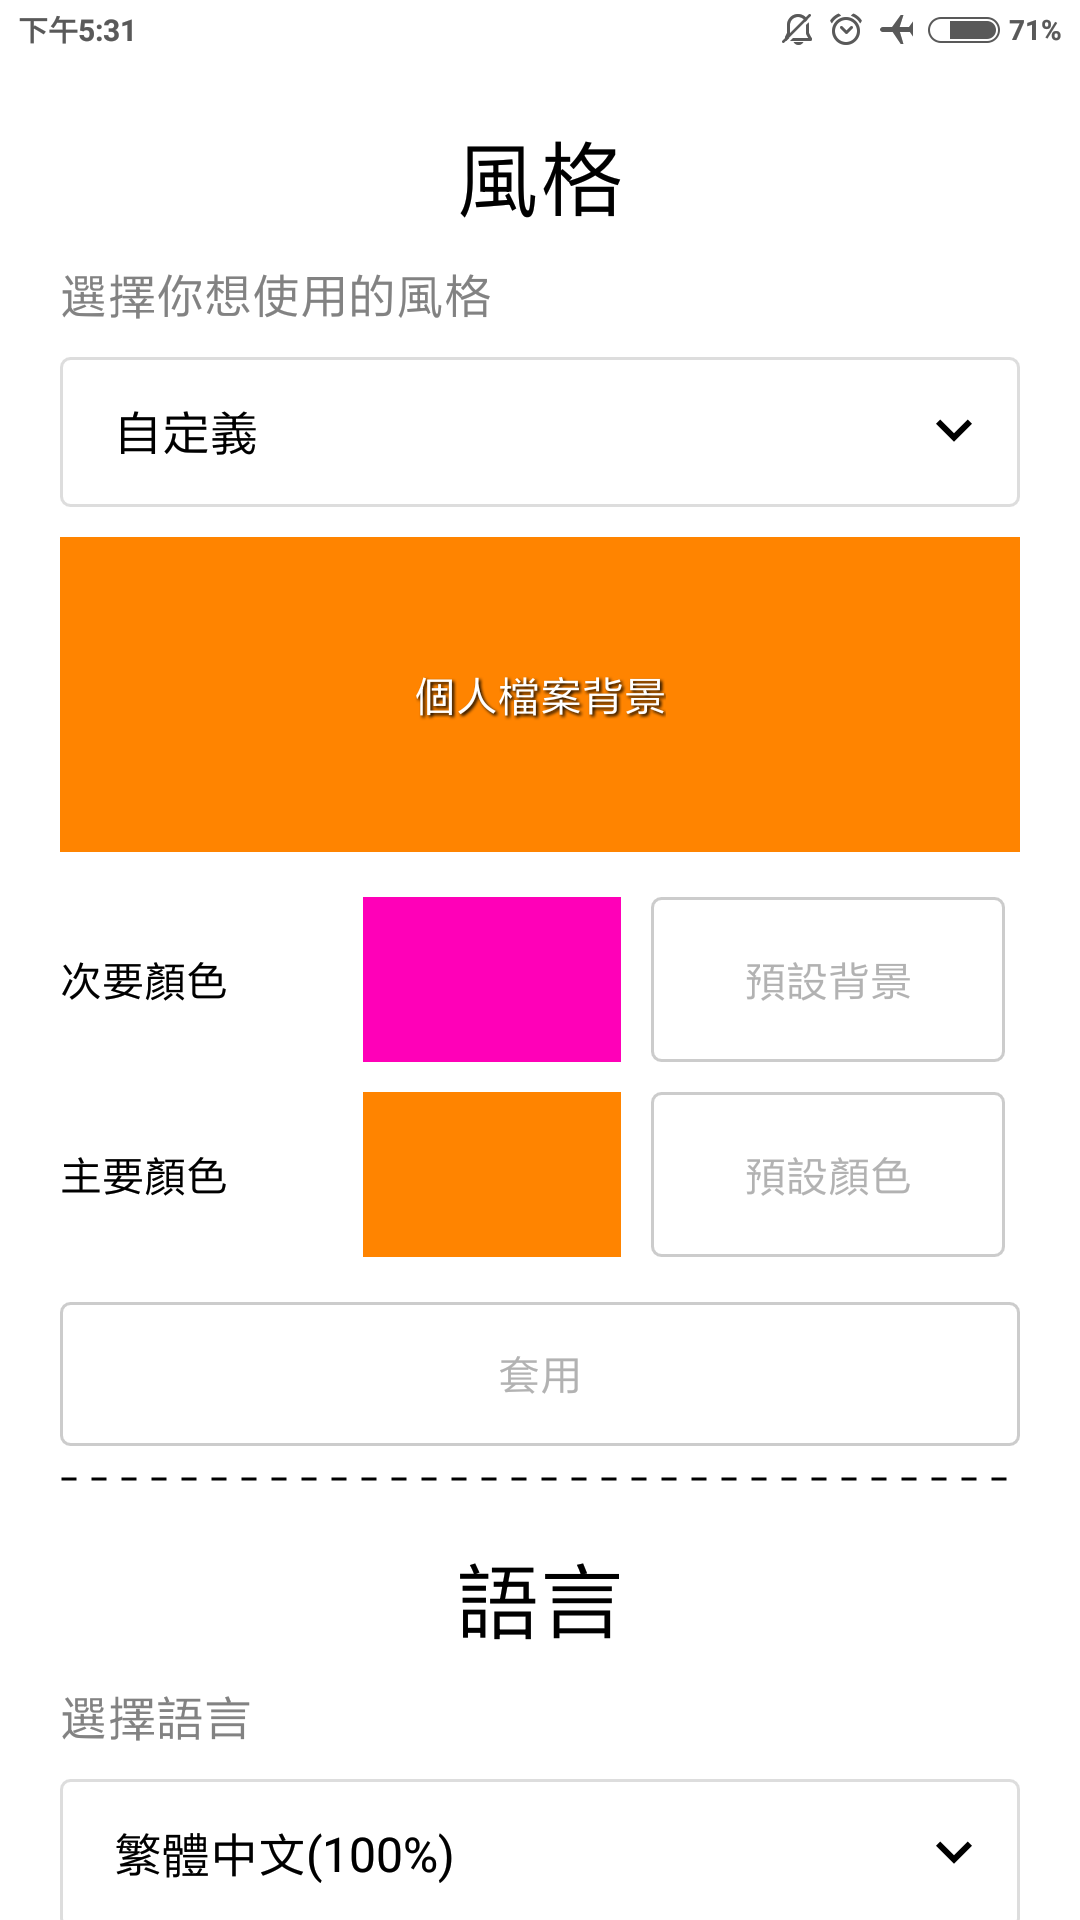 下午5:31 71%
風格
選擇你想使用的風格
自定義
個人檔案背景
次要顏色 預設背景
主要顏色 預設顏色
套用
語言
選擇語言
繁體中文(100%)